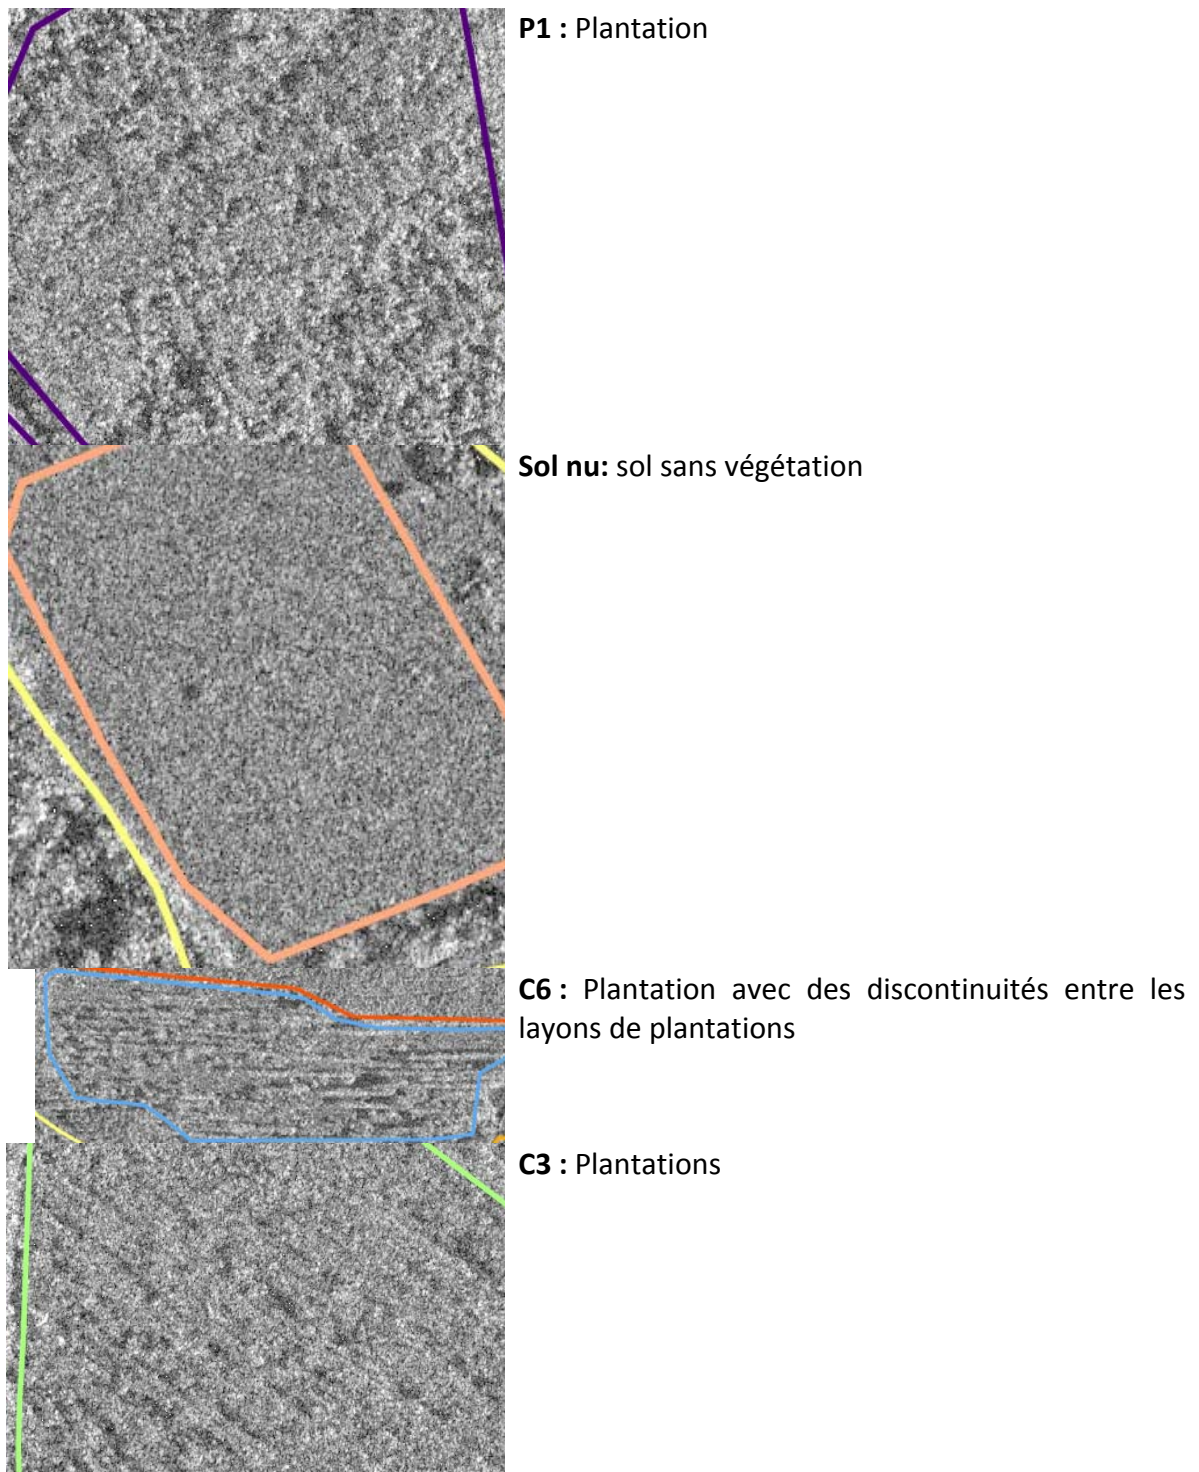 P1 : Plantation
Sol nu: sol sans végétation
C6 : Plantation avec des discontinuités entre les
layons de plantations
C3 : Plantations